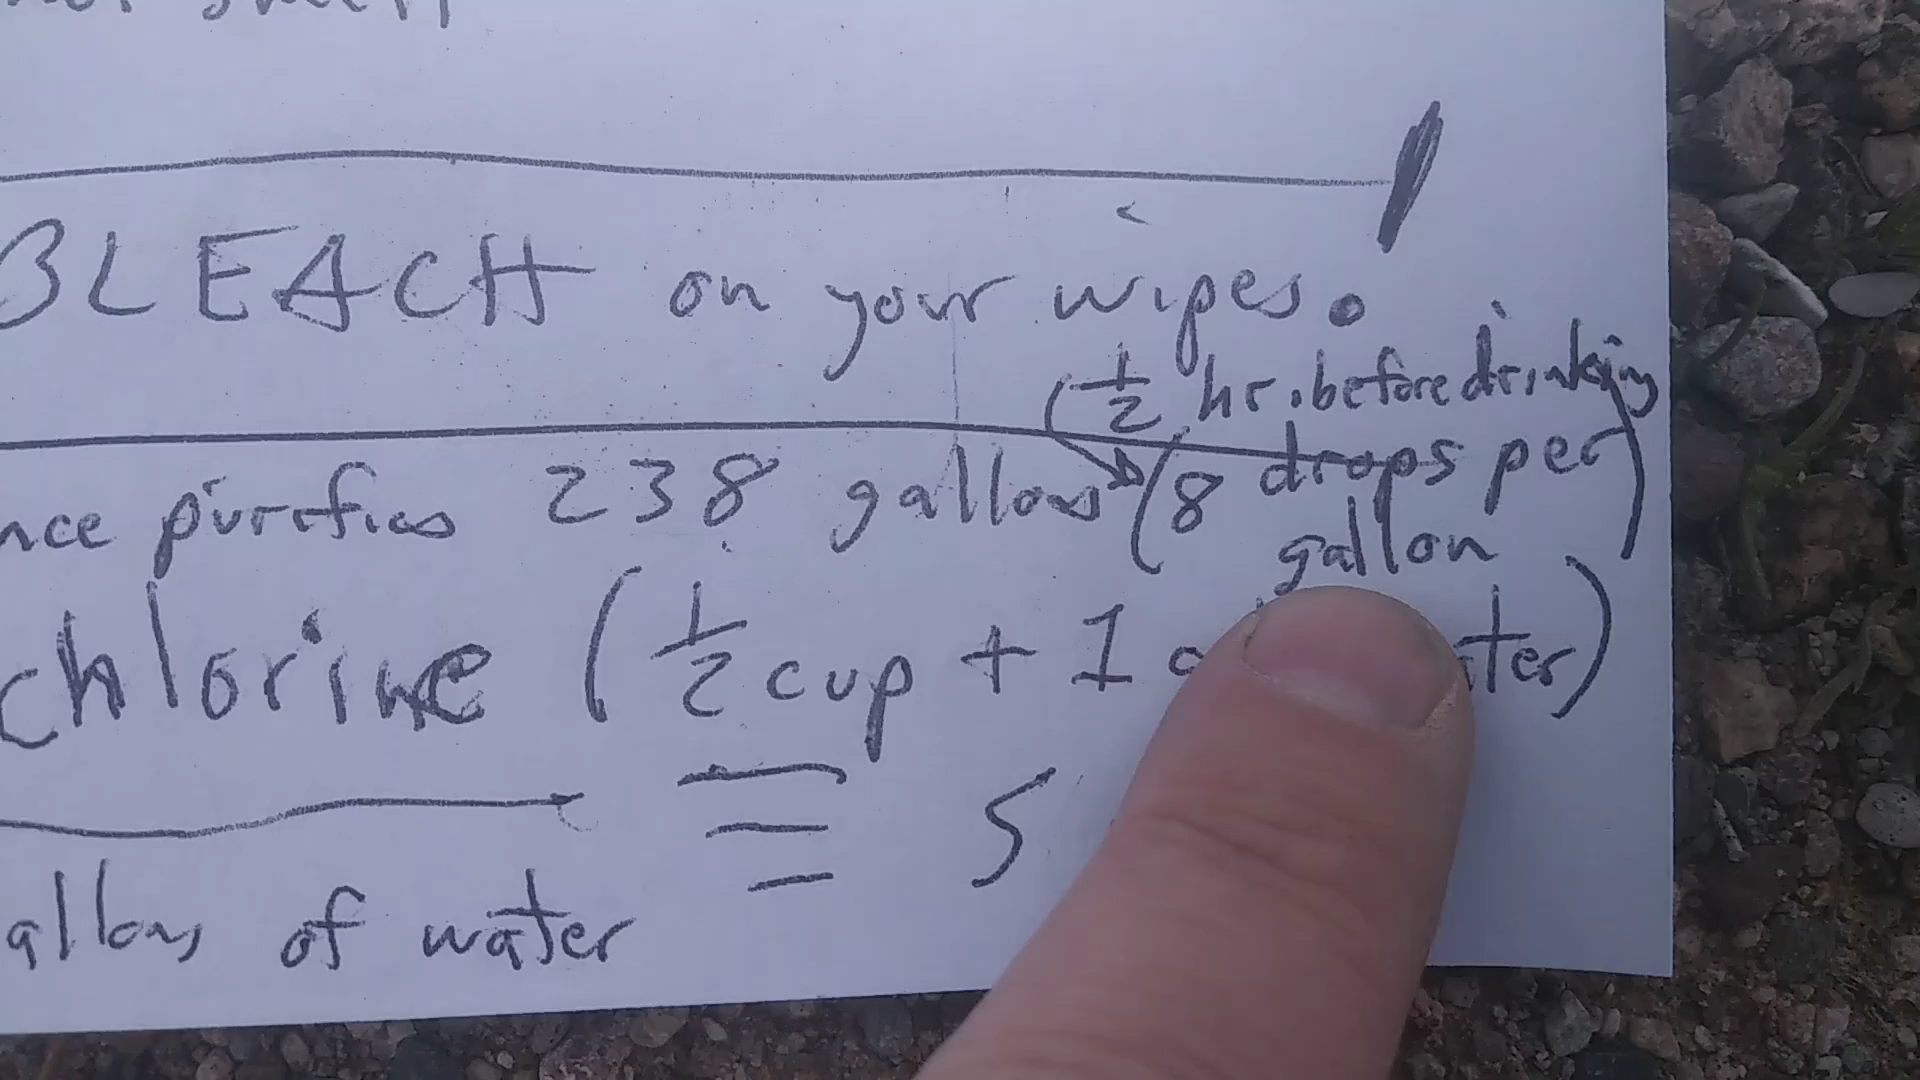 BLEACH on your wipes.
(1/2 hr. before drinking)
nce purifies 238 gallons (8 drops per
gallon
chlorine (1/2 cup + 1
= 5
allons of water